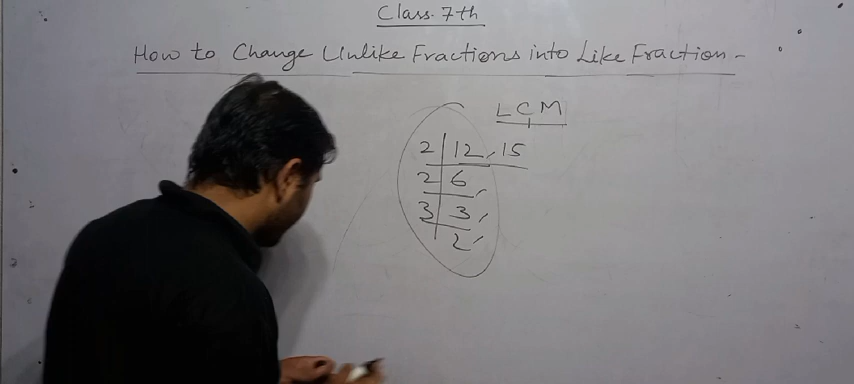 Class 7th
How to Change Unlike Fractions into Like Fraction -
LCM
2 | 12, 15
2 | 6,
3 | 3,
2,